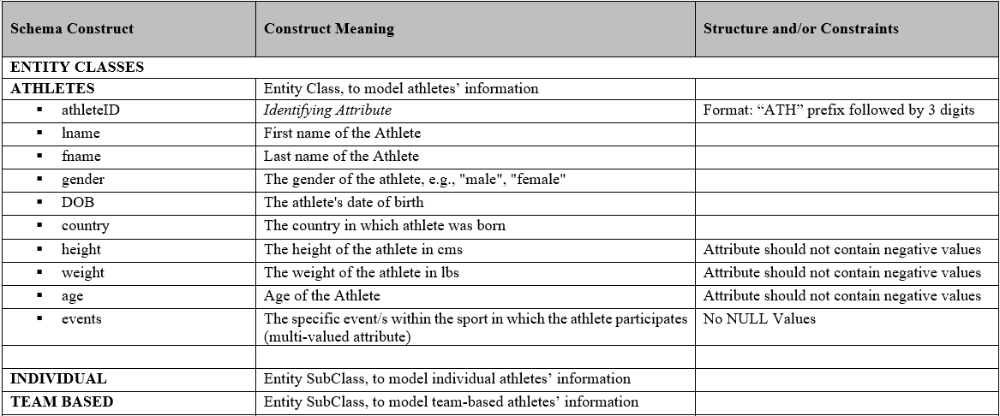 Schema Construct Construct Meaning Structure and/or Constraints
ENTITY CLASSES
ATHLETES Entity Class, to model athletes’ information
▪ athleteID Identifying Attribute Format: “ATH” prefix followed by 3 digits
▪ lname First name of the Athlete
▪ fname Last name of the Athlete
▪ gender The gender of the athlete, e.g., "male", "female"
▪ DOB The athlete's date of birth
▪ country The country in which athlete was born
▪ height The height of the athlete in cms Attribute should not contain negative values
▪ weight The weight of the athlete in lbs Attribute should not contain negative values
▪ age Age of the Athlete Attribute should not contain negative values
▪ events The specific event/s within the sport in which the athlete participates No NULL Values
(multi-valued attribute)
INDIVIDUAL Entity SubClass, to model individual athletes’ information
TEAM BASED Entity SubClass, to model team-based athletes’ information